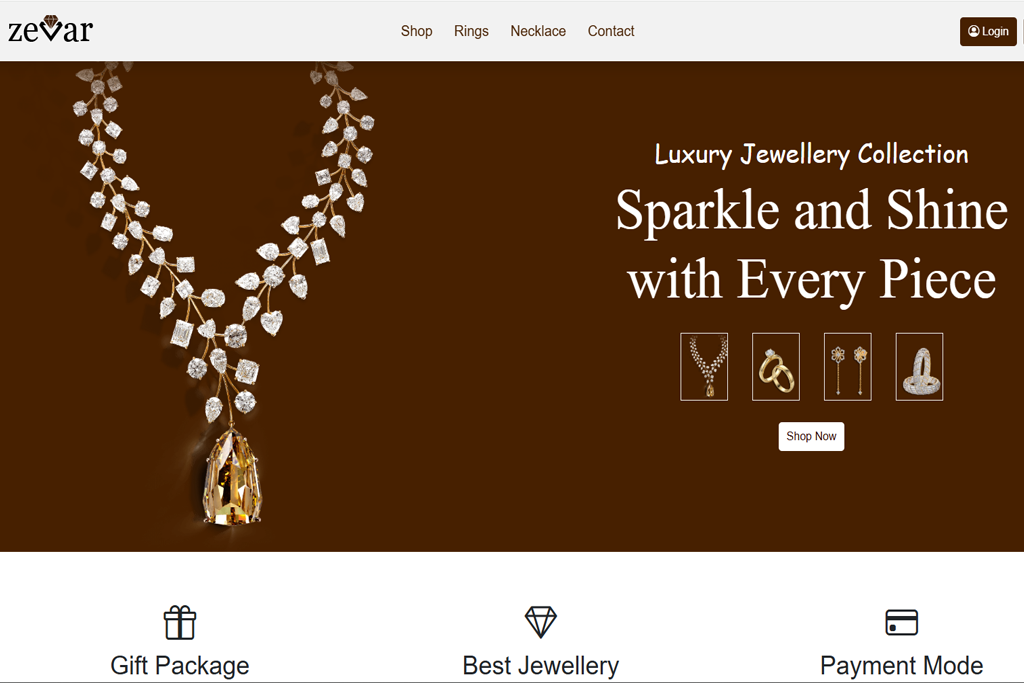 zevar
Shop Rings Necklace Contact
Login
Luxury Jewellery Collection
Sparkle and Shine
with Every Piece
Shop Now
Gift Package Best Jewellery Payment Mode